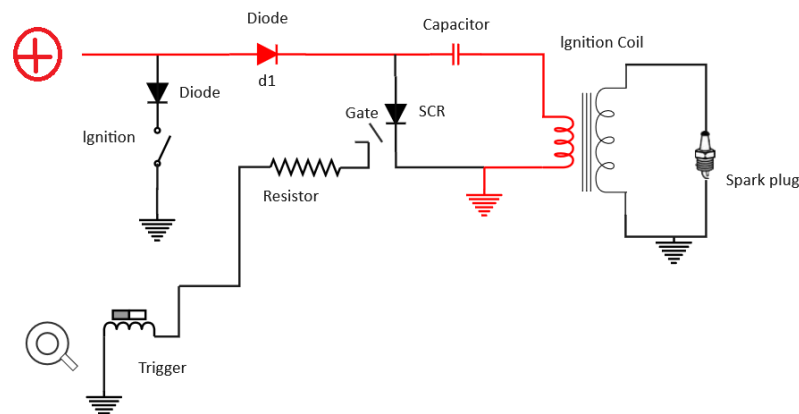 Diode
Capacitor
Ignition Coil
d1
Diode
Gate
SCR
Ignition
Resistor
Spark plug
Trigger